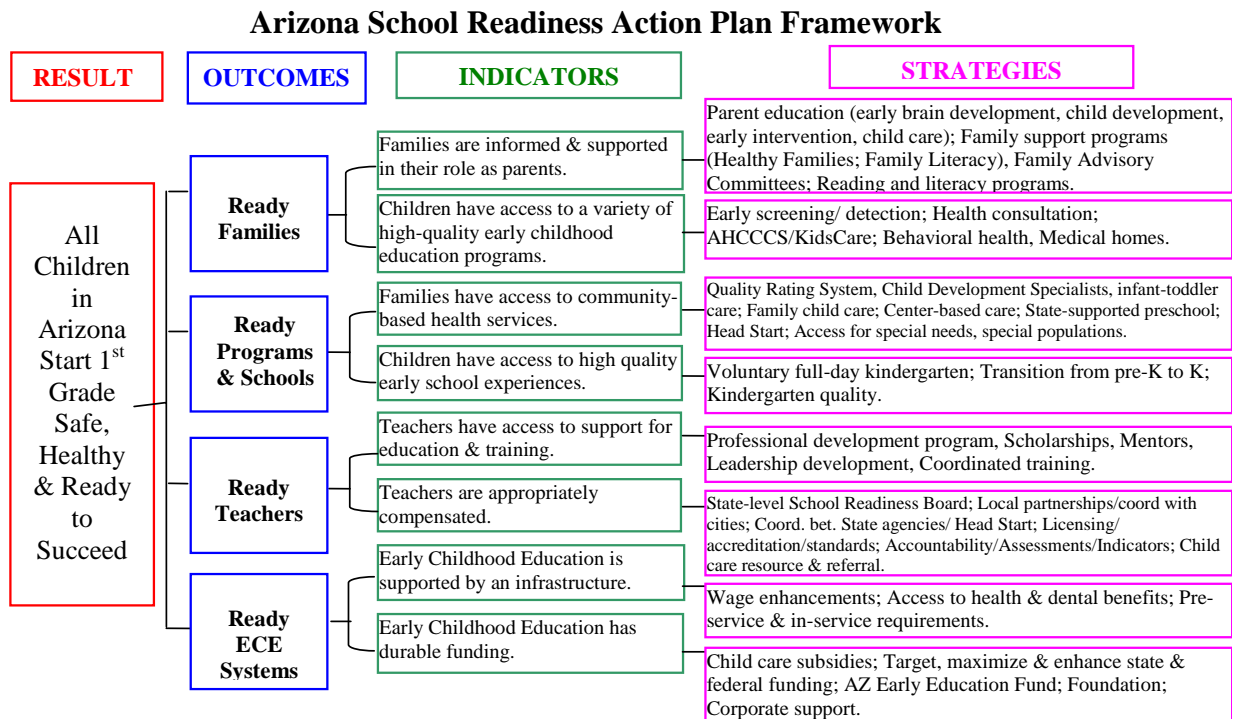 Arizona School Readiness Action Plan Framework
RESULT
OUTCOMES
INDICATORS
STRATEGIES
All
Children
in
Arizona
Start 1st
Grade
Safe,
Healthy
& Ready
to
Succeed
Ready
Families
Ready
Programs
& Schools
Ready
Teachers
Ready
ECE
Systems
Families are informed & supported
in their role as parents.
Children have access to a variety of
high-quality early childhood
education programs.
Families have access to community-
based health services.
Children have access to high quality
early school experiences.
Teachers have access to support for
education & training.
Teachers are appropriately
compensated.
Early Childhood Education is
supported by an infrastructure.
Early Childhood Education has
durable funding.
Parent education (early brain development, child development,
early intervention, child care); Family support programs
(Healthy Families; Family Literacy), Family Advisory
Committees; Reading and literacy programs.
Early screening/ detection; Health consultation;
AHCCCS/KidsCare; Behavioral health, Medical homes.
Quality Rating System, Child Development Specialists, infant-toddler
care; Family child care; Center-based care; State-supported preschool;
Head Start; Access for special needs, special populations.
Voluntary full-day kindergarten; Transition from pre-K to K;
Kindergarten quality.
Professional development program, Scholarships, Mentors,
Leadership development, Coordinated training.
State-level School Readiness Board; Local partnerships/coord with
cities; Coord. bet. State agencies/ Head Start; Licensing/
accreditation/standards; Accountability/Assessments/Indicators; Child
care resource & referral.
Wage enhancements; Access to health & dental benefits; Pre-
service & in-service requirements.
Child care subsidies; Target, maximize & enhance state &
federal funding; AZ Early Education Fund; Foundation;
Corporate support.